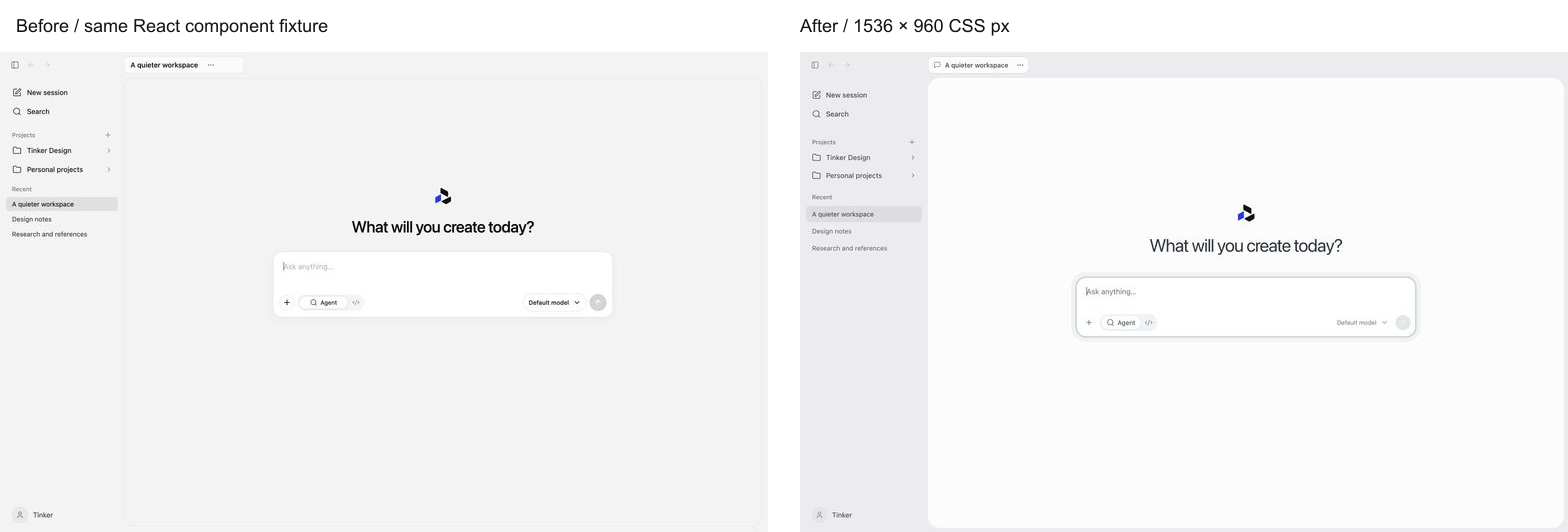 Before / same React component fixture
A quieter workspace
New session
Search
Projects
Tinker Design
Personal projects
Recent
A quieter workspace
Design notes
Research and references
What will you create today?
Ask anything...
Agent
Default model
Tinker
After / 1536 × 960 CSS px
A quieter workspace
New session
Search
Projects
Tinker Design
Personal projects
Recent
A quieter workspace
Design notes
Research and references
What will you create today?
Ask anything...
Agent
Default model
Tinker